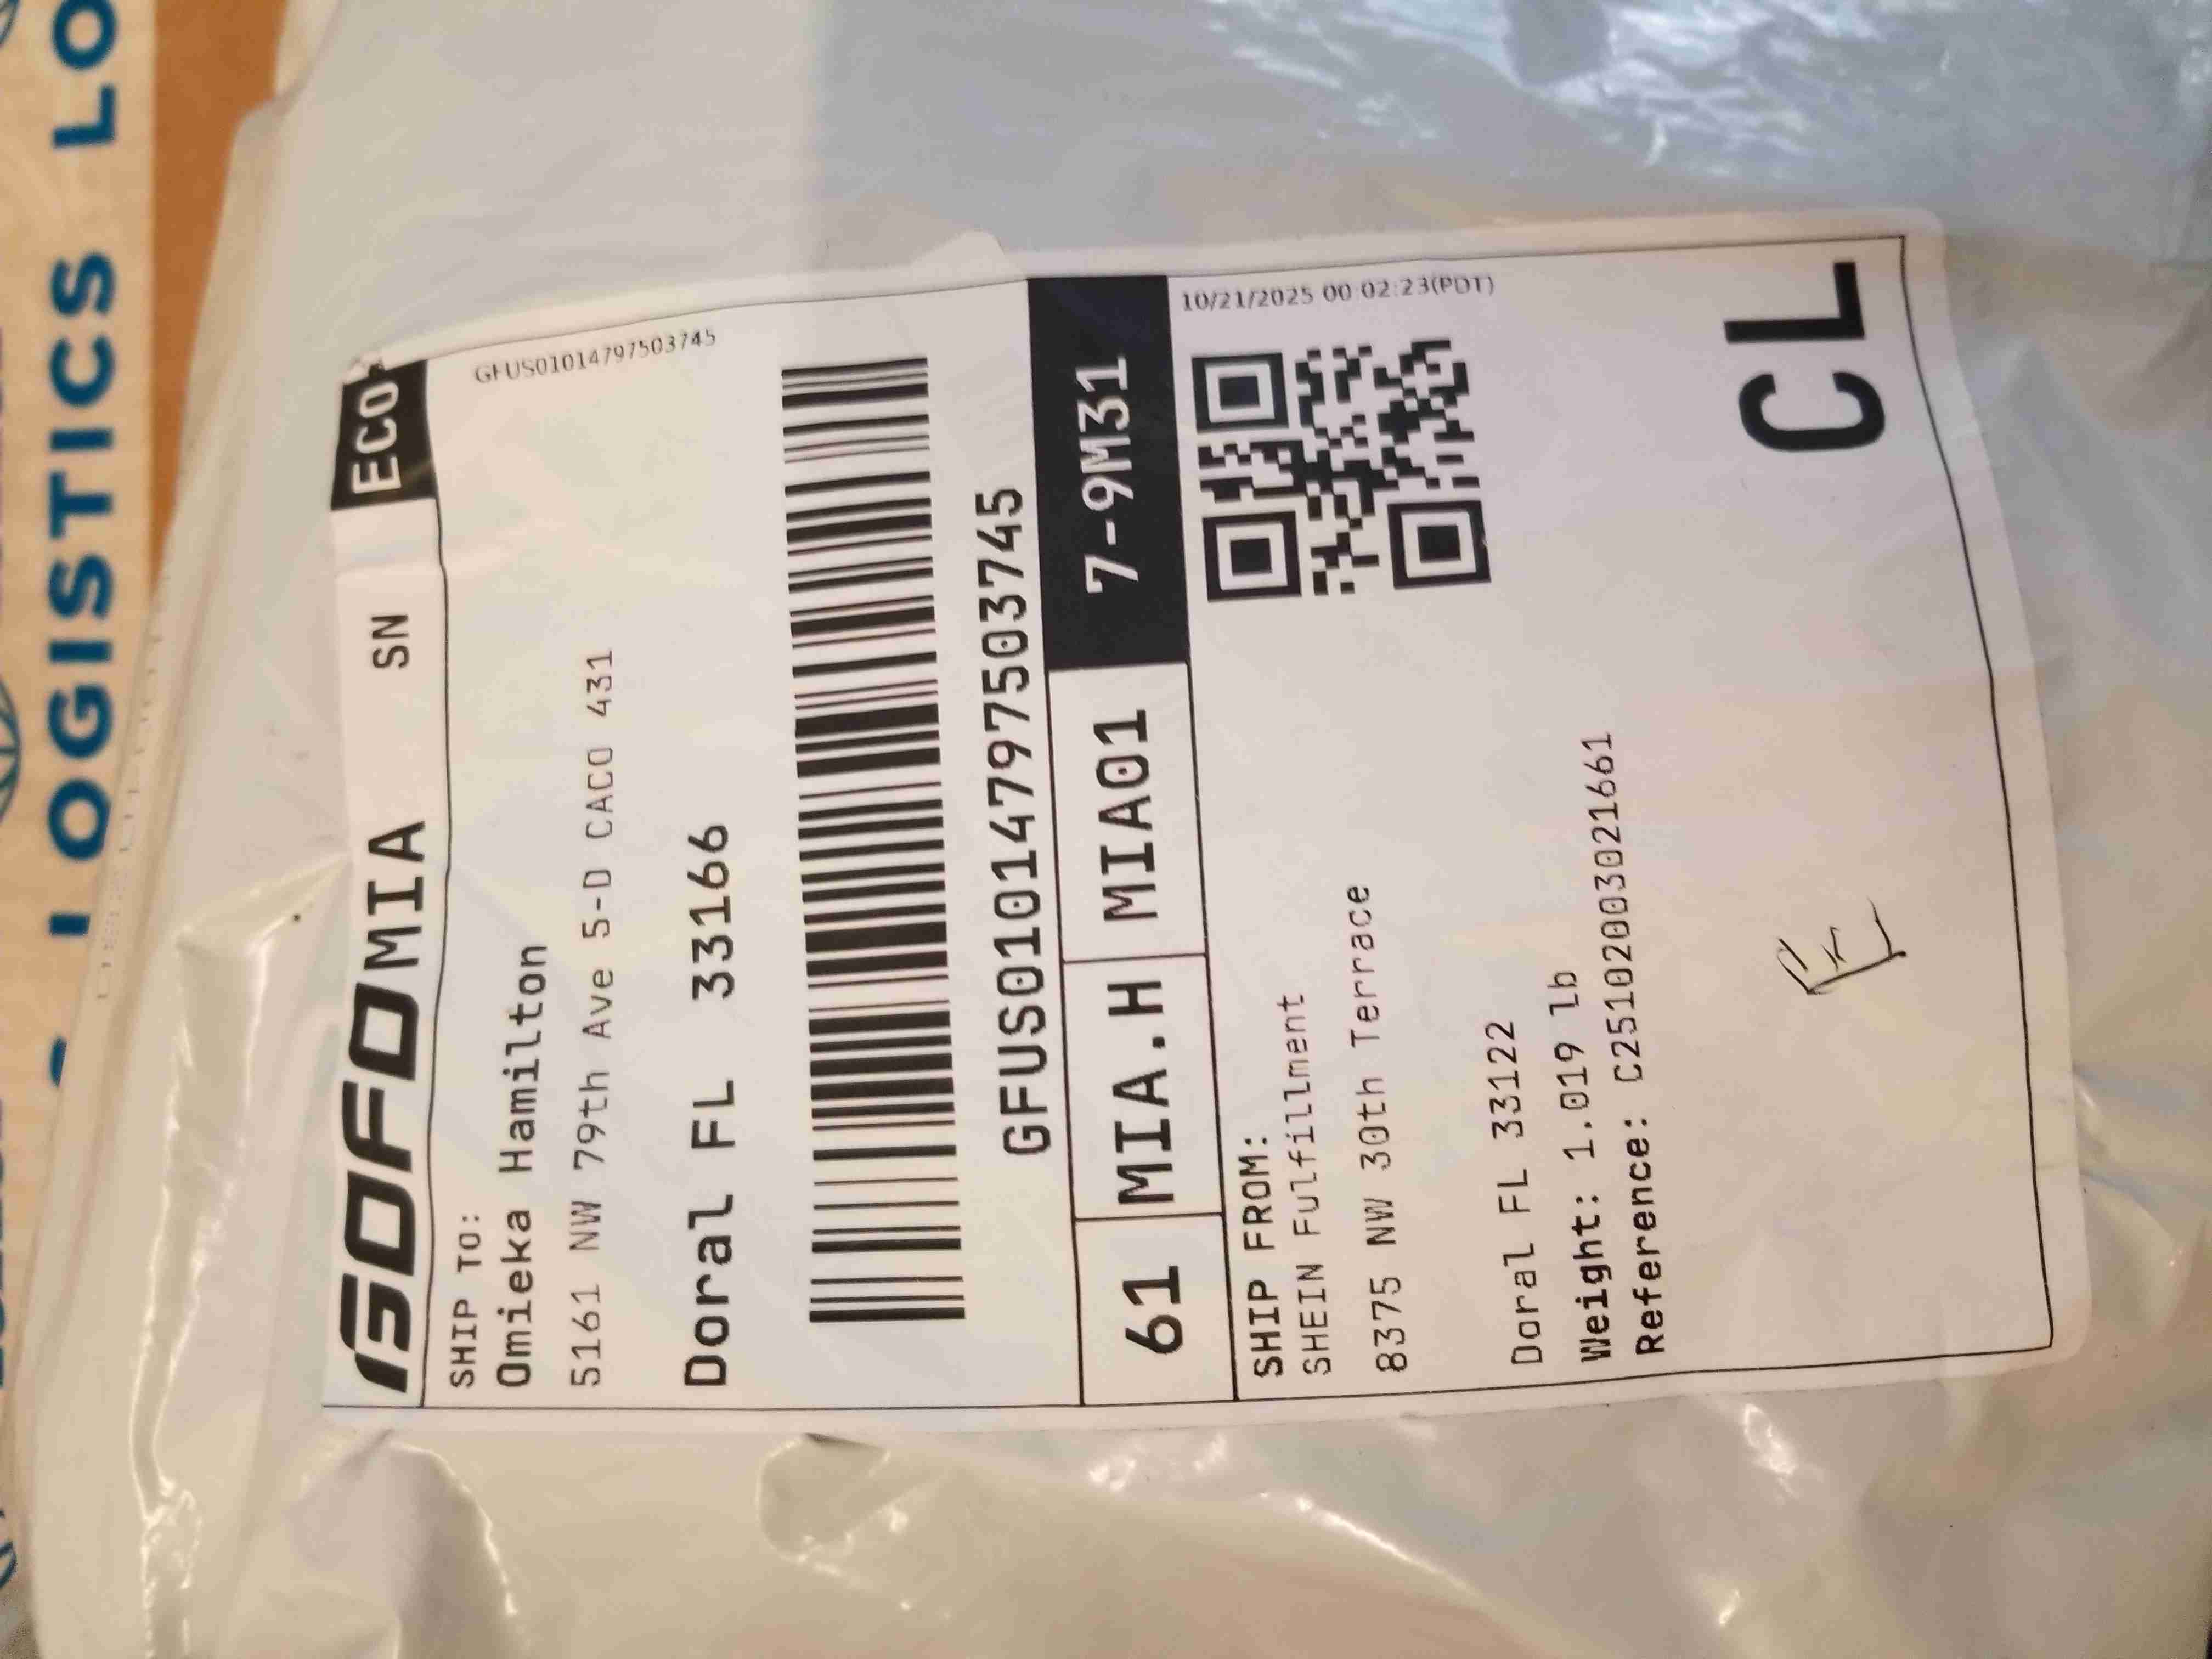 LOGISTICS LO
GOFO MIA SN ECO
GFUS01014797503745
SHIP TO:
Omieka Hamilton
5161 NW 79th Ave 5-D CACO 431
Doral FL 33166
GFUS01014797503745
61 MIA.H MIA01 7-9M31
10/21/2025 00:02:23(PDT)
SHIP FROM:
SHEIN Fulfillment
8375 NW 30th Terrace
Doral FL 33122
Weight: 1.019 lb
Reference: C25102003021661
E
CL